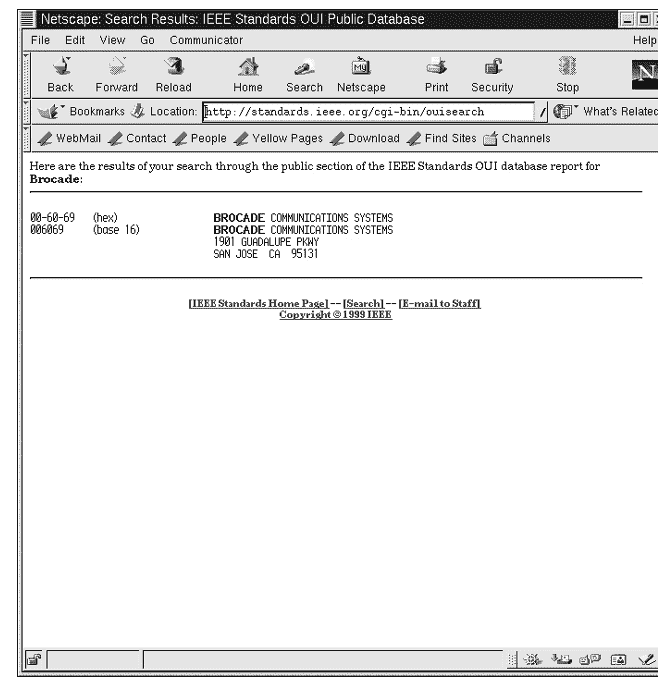 Netscape: Search Results: IEEE Standards OUI Public Database
File Edit View Go Communicator Help
Back Forward Reload Home Search Netscape Print Security Stop
My
N
Bookmarks Location: http://standards.ieee.org/cgi-bin/ouisearch What's Related
WebMail Contact People Yellow Pages Download Find Sites Channels
Here are the results of your search through the public section of the IEEE Standards OUI database report for
Brocade:
00-60-69 (hex) BROCADE COMMUNICATIONS SYSTEMS
006069 (base 16) BROCADE COMMUNICATIONS SYSTEMS
1901 GUADALUPE PKWY
SAN JOSE CA 95131
[IEEE Standards Home Page] -- [Search] -- [E-mail to Staff]
Copyright © 1999 IEEE